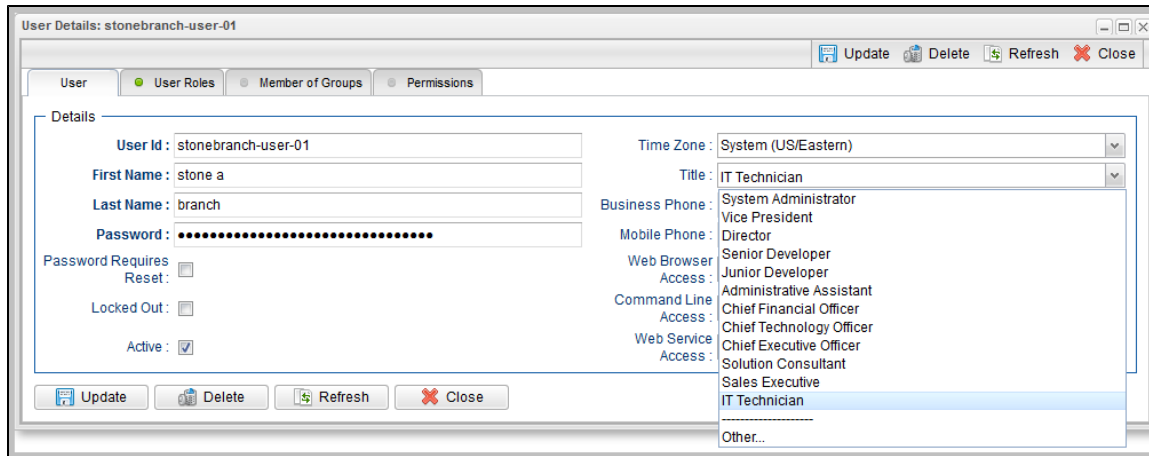 User Details: stonebranch-user-01
Update Delete Refresh Close
User User Roles Member of Groups Permissions
Details
User Id : stonebranch-user-01 Time Zone : System (US/Eastern)
First Name : stone a Title : IT Technician
Last Name : branch Business Phone :
Password : •••••••••••••••••••••••••••••••• Mobile Phone :
Password Requires Reset : Web Browser Access :
Locked Out : Command Line Access :
Active : Web Service Access :
System Administrator
Vice President
Director
Senior Developer
Junior Developer
Administrative Assistant
Chief Financial Officer
Chief Technology Officer
Chief Executive Officer
Solution Consultant
Sales Executive
IT Technician
--------------------
Other...
Update Delete Refresh Close